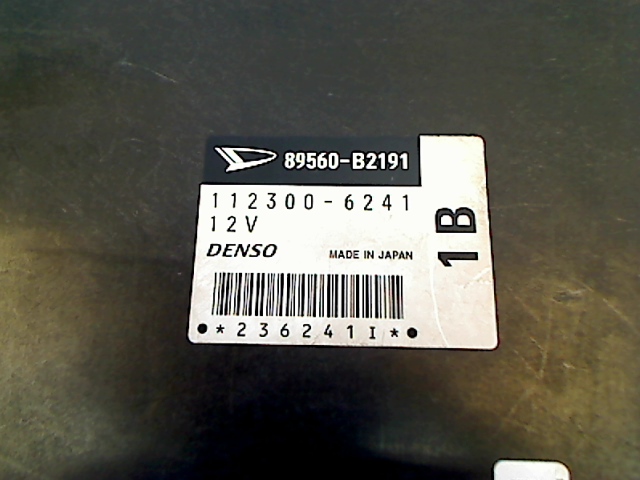 89560-B2191
112300-6241
12V
DENSO MADE IN JAPAN
*236241I*
1B